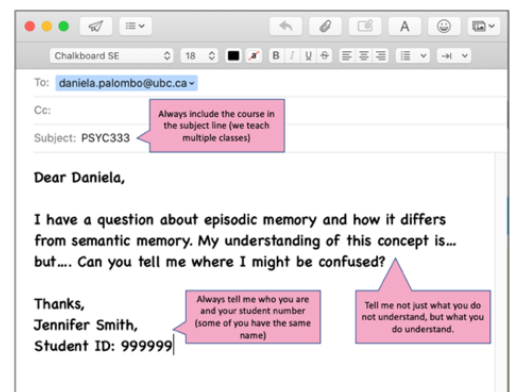 Chalkboard SE
18
B I U S
A
To: daniela.palombo@ubc.ca
Cc:
Always include the course in
the subject line (we teach
multiple classes)
Subject: PSYC333
Dear Daniela,
I have a question about episodic memory and how it differs
from semantic memory. My understanding of this concept is...
but.... Can you tell me where I might be confused?
Thanks,
Jennifer Smith,
Student ID: 999999
Always tell me who you are
and your student number
(some of you have the same
name)
Tell me not just what you do
not understand, but what you
do understand.